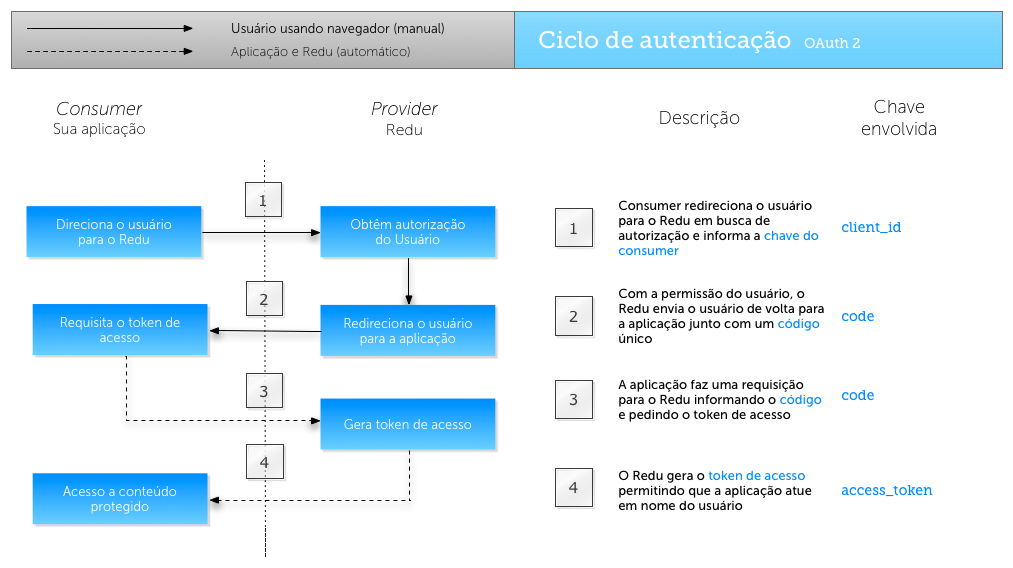 Usuário usando navegador (manual)
Aplicação e Redu (automático)
Ciclo de autenticação OAuth 2
Consumer
Sua aplicação
Provider
Redu
Descrição
Chave
envolvida
1
Direciona o usuário
para o Redu
Obtêm autorização
do Usuário
2
Requisita o token de
acesso
Redireciona o usuário
para a aplicação
3
Gera token de acesso
4
Acesso a conteúdo
protegido
1
Consumer redireciona o usuário
para o Redu em busca de
autorização e informa a chave do
consumer
client_id
2
Com a permissão do usuário, o
Redu envia o usuário de volta para
a aplicação junto com um código
único
code
3
A aplicação faz uma requisição
para o Redu informando o código
e pedindo o token de acesso
code
4
O Redu gera o token de acesso
permitindo que a aplicação atue
em nome do usuário
access_token